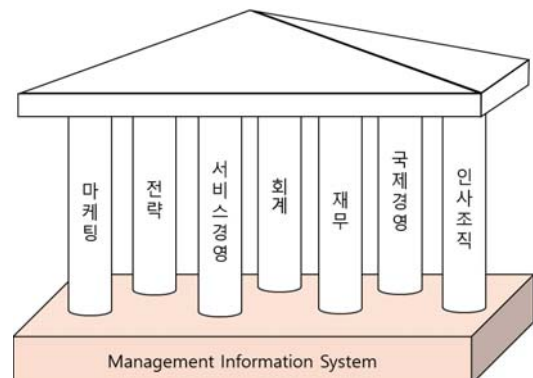 마케팅
전략
서비스경영
회계
재무
국제경영
인사조직
Management Information System